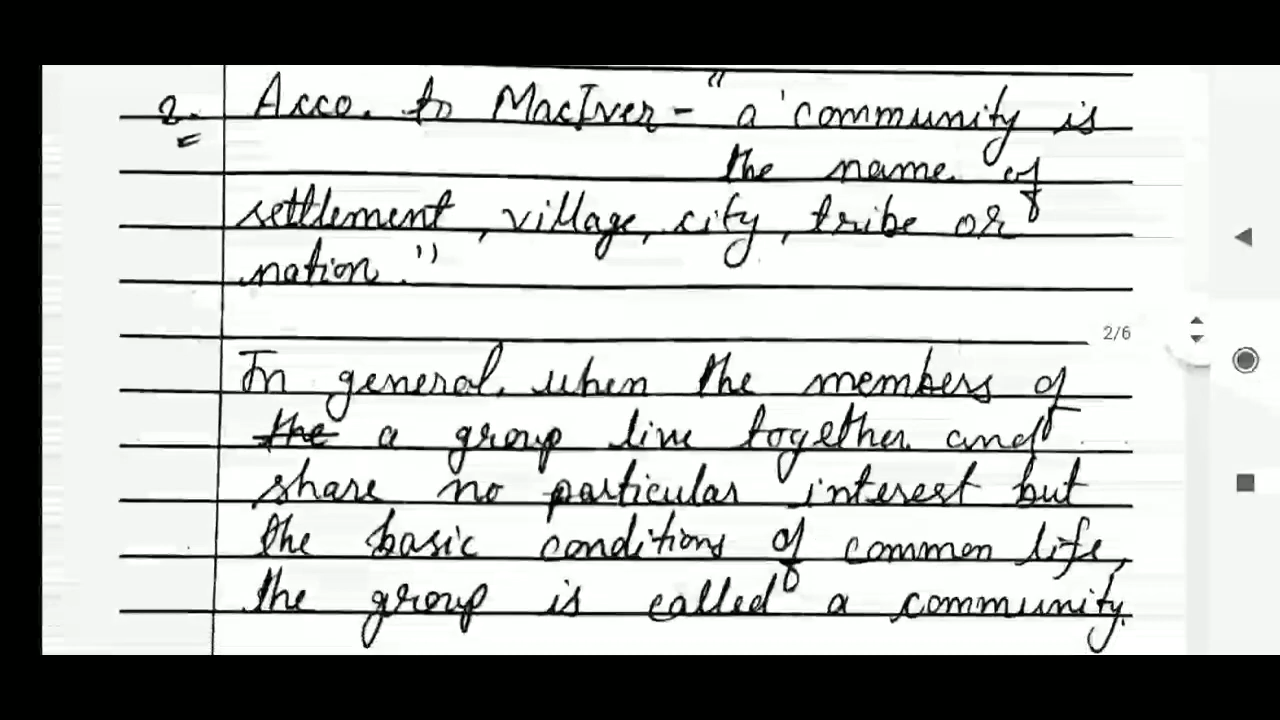 2. Acco. to MacIver - "a community is
the name of
settlement, village, city, tribe or
nation."
2/6
In general, when the members of
the a group live together and
share no particular interest but
the basic conditions of common life,
the group is called a community.